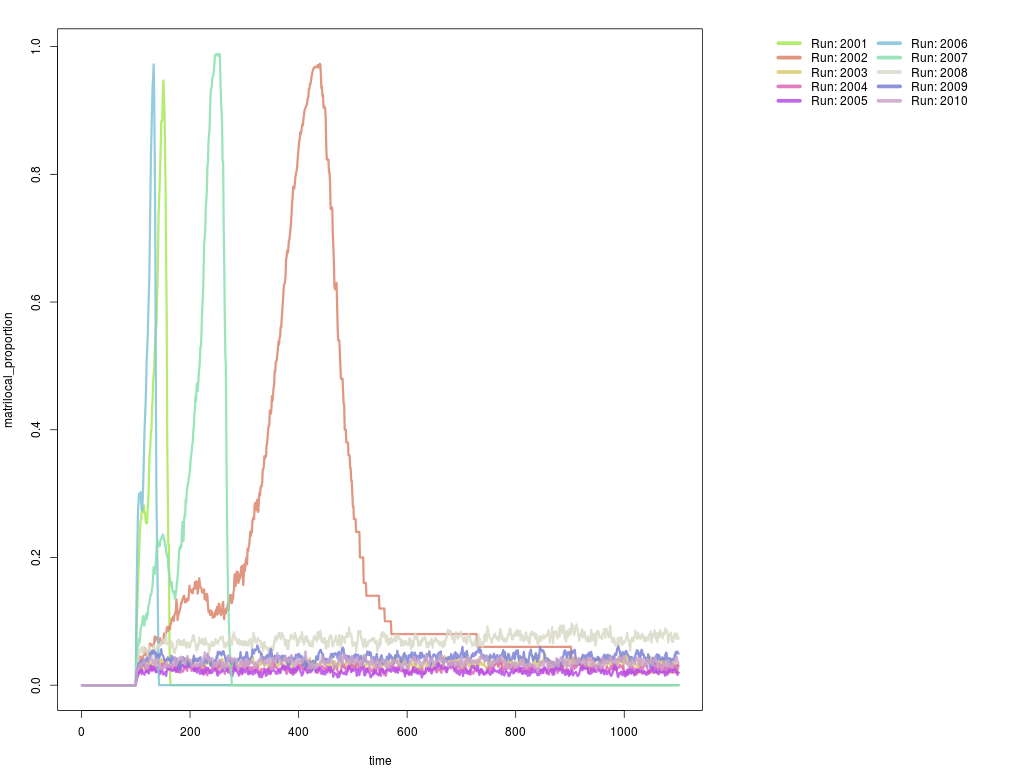 1.0
0.8
0.6
0.4
0.2
0.0
matrilocal_proportion
0 200 400 600 800 1000
time
Run: 2001 Run: 2006
Run: 2002 Run: 2007
Run: 2003 Run: 2008
Run: 2004 Run: 2009
Run: 2005 Run: 2010